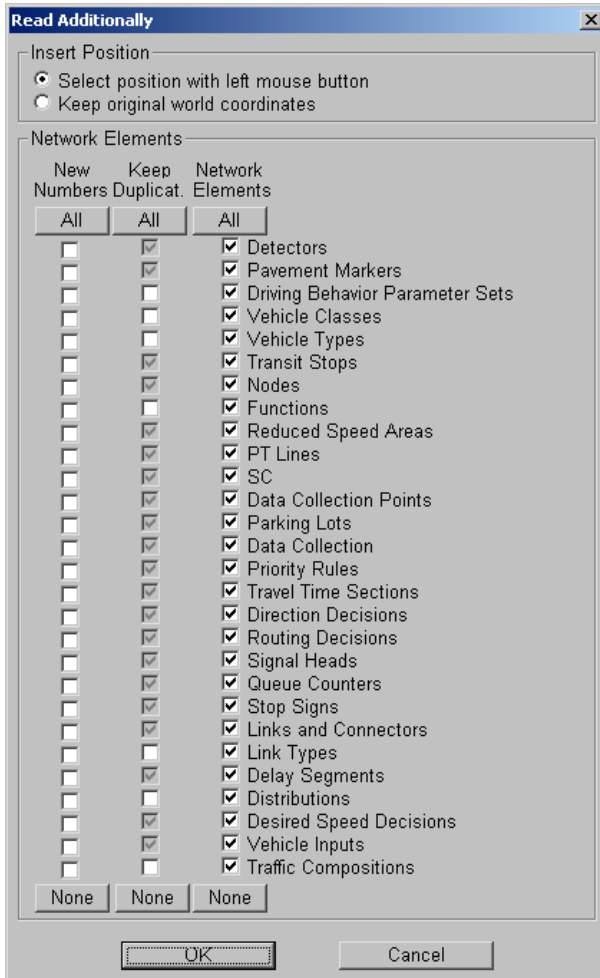 Read Additionally
Insert Position
Select position with left mouse button
Keep original world coordinates
Network Elements
New Keep Network
Numbers Duplicat. Elements
All All All
Detectors
Pavement Markers
Driving Behavior Parameter Sets
Vehicle Classes
Vehicle Types
Transit Stops
Nodes
Functions
Reduced Speed Areas
PT Lines
SC
Data Collection Points
Parking Lots
Data Collection
Priority Rules
Travel Time Sections
Direction Decisions
Routing Decisions
Signal Heads
Queue Counters
Stop Signs
Links and Connectors
Link Types
Delay Segments
Distributions
Desired Speed Decisions
Vehicle Inputs
Traffic Compositions
None None None
OK Cancel